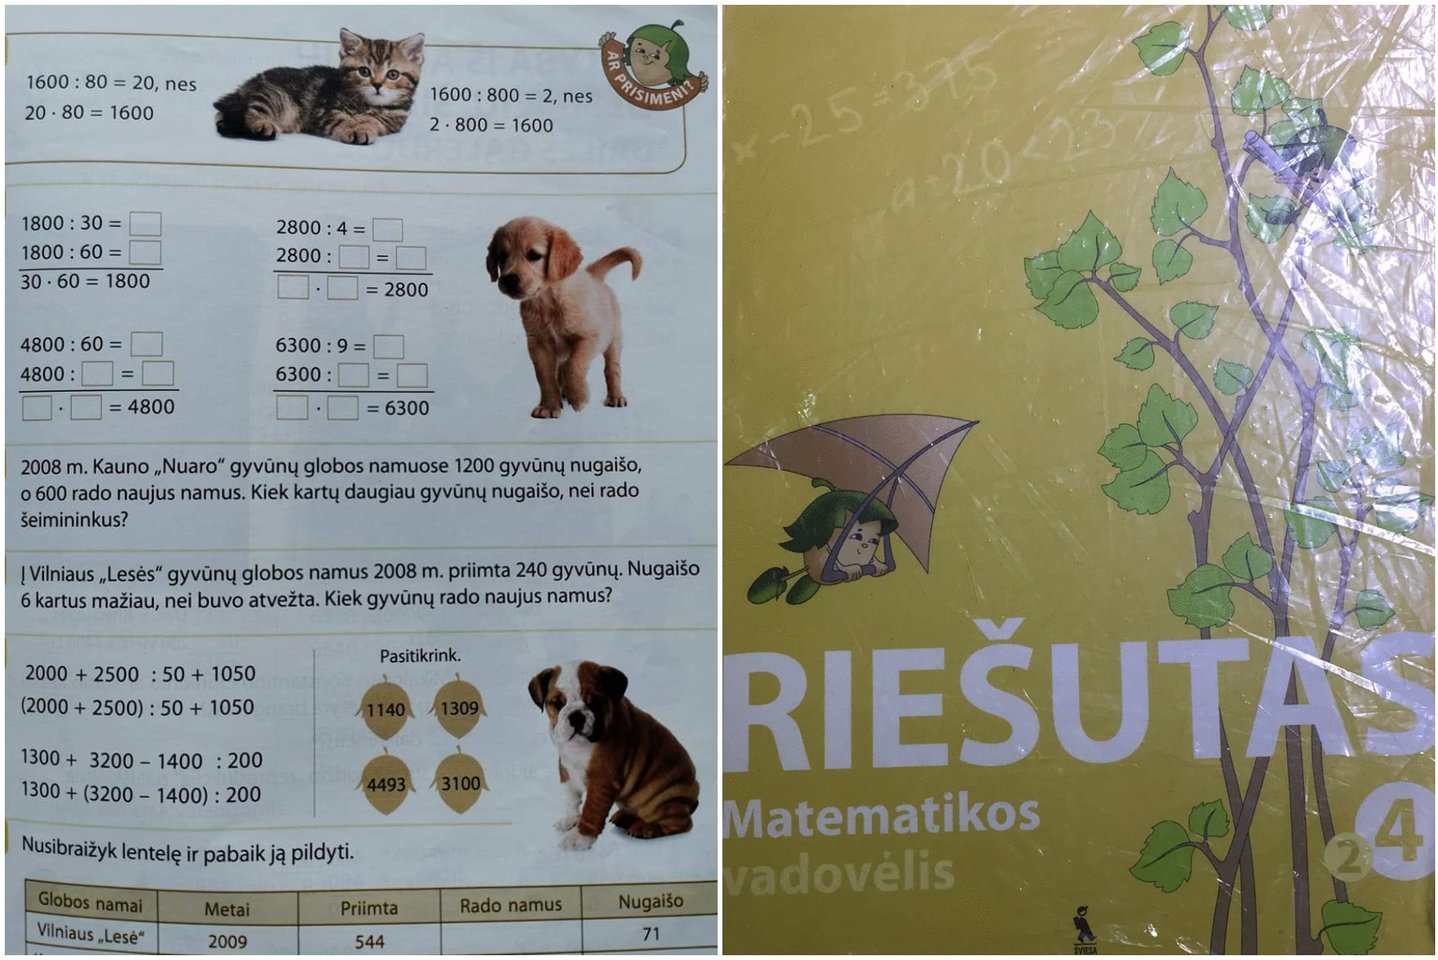 1600 : 80 = 20, nes
20 · 80 = 1600
1600 : 800 = 2, nes
2 · 800 = 1600
AR PRISIMENI?
1800 : 30 =
1800 : 60 =
30 · 60 = 1800
2800 : 4 =
2800 : =
· = 2800
4800 : 60 =
4800 : =
· = 4800
6300 : 9 =
6300 : =
· = 6300
2008 m. Kauno „Nuaro“ gyvūnų globos namuose 1200 gyvūnų nugaišo,
o 600 rado naujus namus. Kiek kartų daugiau gyvūnų nugaišo, nei rado
šeimininkus?
Į Vilniaus „Lesės“ gyvūnų globos namus 2008 m. priimta 240 gyvūnų. Nugaišo
6 kartus mažiau, nei buvo atvežta. Kiek gyvūnų rado naujus namus?
2000 + 2500 : 50 + 1050
(2000 + 2500) : 50 + 1050
1300 + 3200 – 1400 : 200
1300 + (3200 – 1400) : 200
Pasitikrink.
1140 1309
4493 3100
Nusibraižyk lentelę ir pabaik ją pildyti.
Globos namai Metai Priimta Rado namus Nugaišo
Vilniaus „Lesė“ 2009 544 71
x - 25 = 375
20 < 23
RIEŠUTAS
Matematikos
vadovėlis
2 4
ŠVIESA